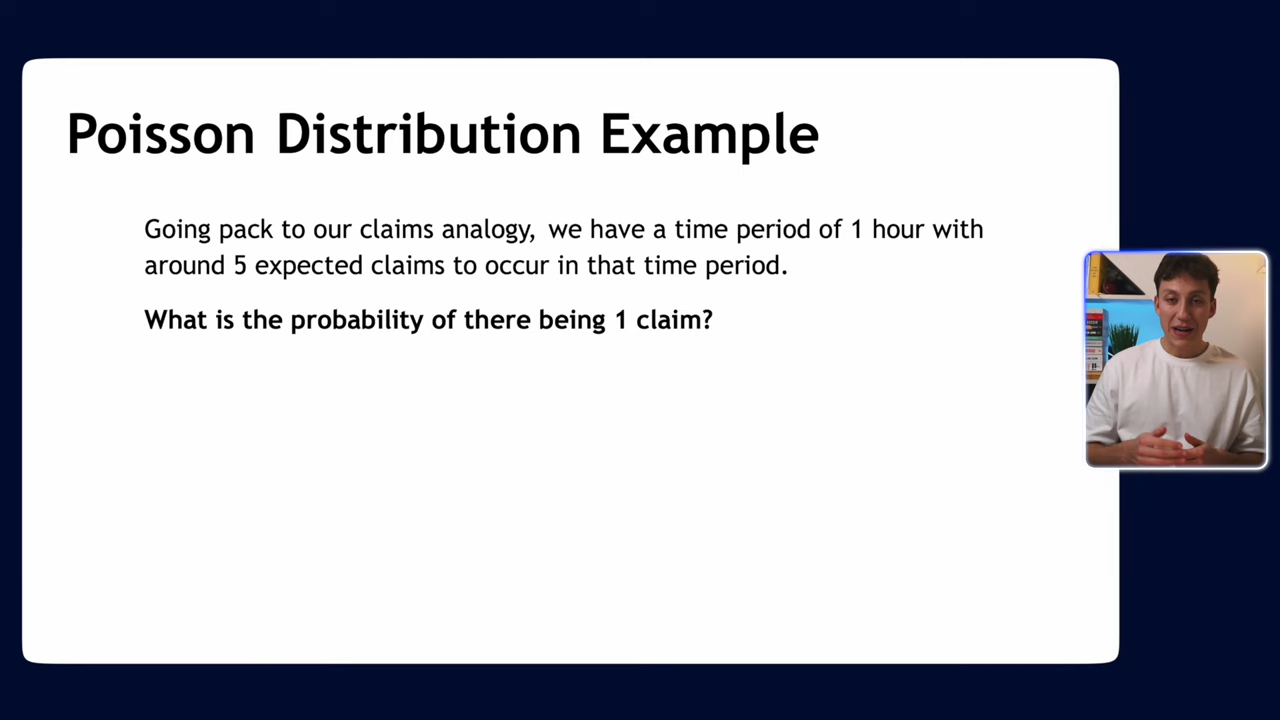 Poisson Distribution Example
Going pack to our claims analogy, we have a time period of 1 hour with
around 5 expected claims to occur in that time period.
What is the probability of there being 1 claim?